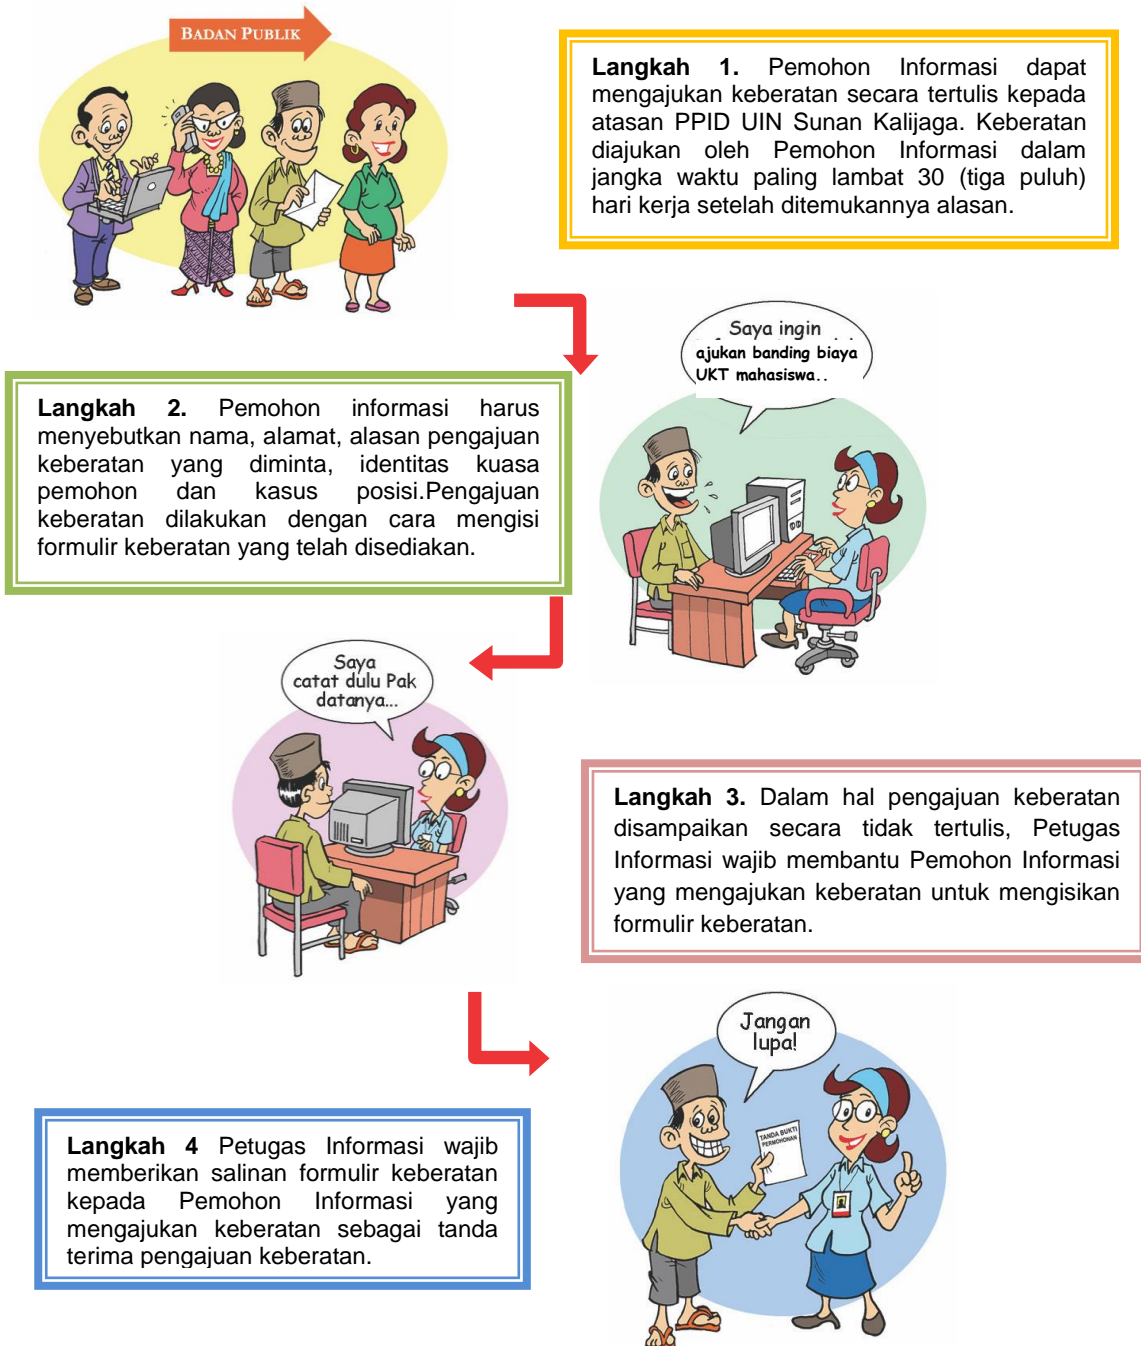 BADAN PUBLIK
Langkah 1. Pemohon Informasi dapat
mengajukan keberatan secara tertulis kepada
atasan PPID UIN Sunan Kalijaga. Keberatan
diajukan oleh Pemohon Informasi dalam
jangka waktu paling lambat 30 (tiga puluh)
hari kerja setelah ditemukannya alasan.
Saya ingin
ajukan banding biaya
UKT mahasiswa..
Langkah 2. Pemohon informasi harus
menyebutkan nama, alamat, alasan pengajuan
keberatan yang diminta, identitas kuasa
pemohon dan kasus posisi.Pengajuan
keberatan dilakukan dengan cara mengisi
formulir keberatan yang telah disediakan.
Saya
catat dulu Pak
datanya...
Langkah 3. Dalam hal pengajuan keberatan
disampaikan secara tidak tertulis, Petugas
Informasi wajib membantu Pemohon Informasi
yang mengajukan keberatan untuk mengisikan
formulir keberatan.
Jangan
lupa!
TANDA BUKTI
PERMOHONAN
Langkah 4 Petugas Informasi wajib
memberikan salinan formulir keberatan
kepada Pemohon Informasi yang
mengajukan keberatan sebagai tanda
terima pengajuan keberatan.